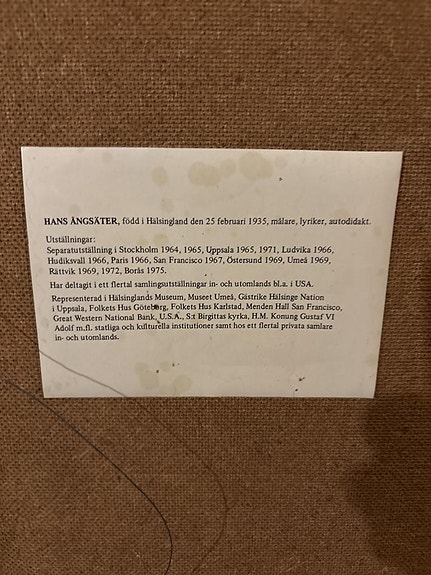 HANS ÅNGSÄTER, född i Hälsingland den 25 februari 1935, målare, lyriker, autodidakt.
Utställningar:
Separatutställning i Stockholm 1964, 1965, Uppsala 1965, 1971, Ludvika 1966,
Hudiksvall 1966, Paris 1966, San Francisco 1967, Östersund 1969, Umeå 1969,
Rättvik 1969, 1972, Borås 1975.
Har deltagit i ett flertal samlingsutställningar in- och utomlands bl.a. i USA.
Representerad i Hälsinglands Museum, Museet Umeå, Gästrike Hälsinge Nation
i Uppsala, Folkets Hus Göteborg, Folkets Hus Karlstad, Menden Hall San Francisco,
Great Western National Bank, U.S.A., S:t Birgittas kyrka, H.M. Konung Gustaf VI
Adolf m.fl. statliga och kulturella institutioner samt hos ett flertal privata samlare
in- och utomlands.